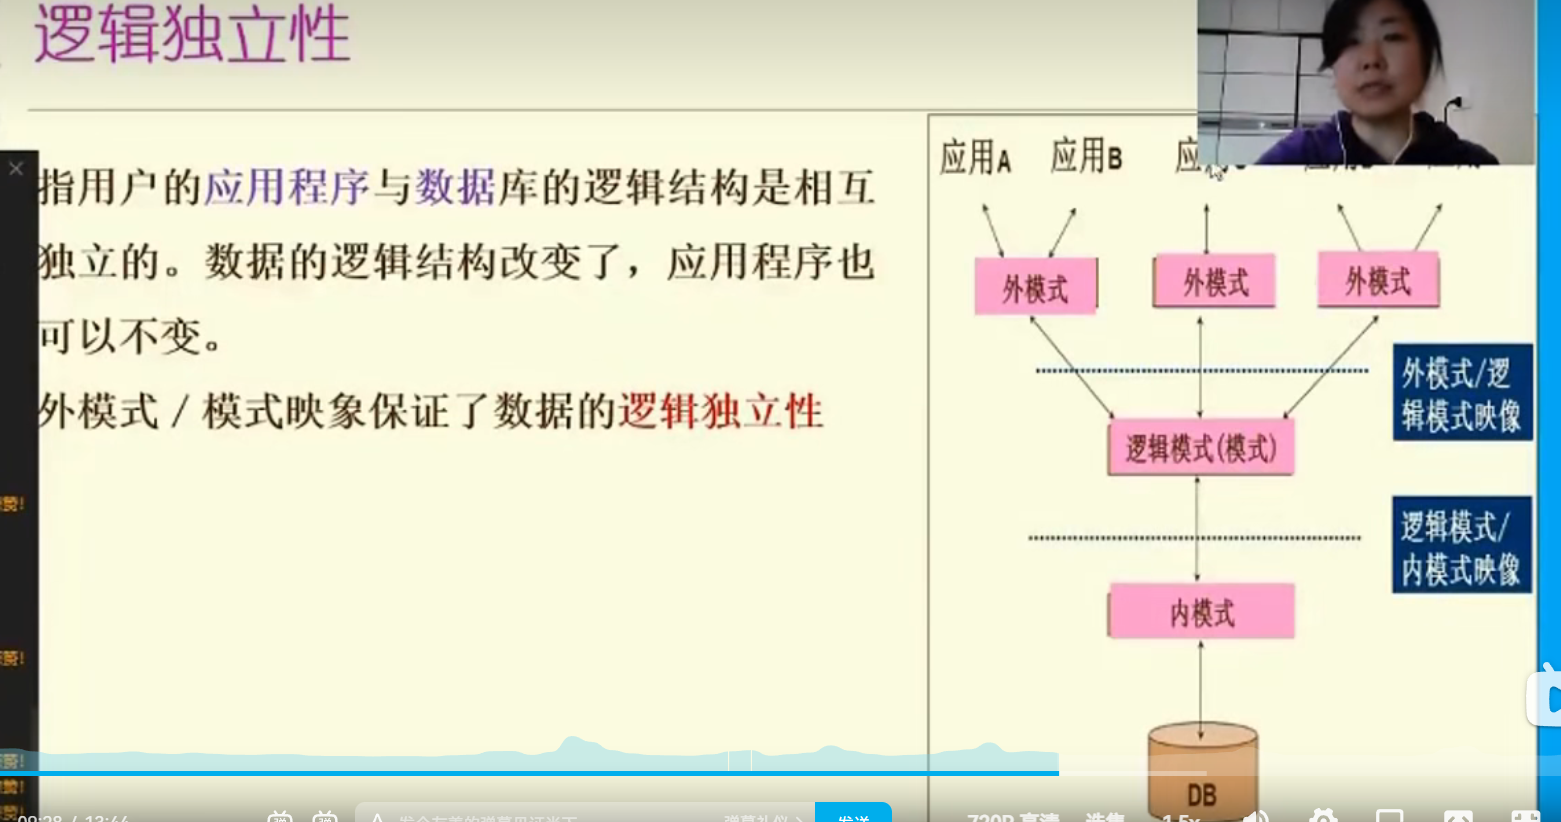 逻辑独立性
指用户的应用程序与数据库的逻辑结构是相互
独立的。数据的逻辑结构改变了，应用程序也
可以不变。
外模式 / 模式映象保证了数据的逻辑独立性
应用A 应用B
外模式 外模式 外模式
外模式/逻
辑模式映像
逻辑模式(模式)
逻辑模式/
内模式映像
内模式
DB
赞!
赞!
赞!
赞!
赞!
09:28 / 13:44
弹幕礼仪 >
发送
720P 高清 选集 1.5x